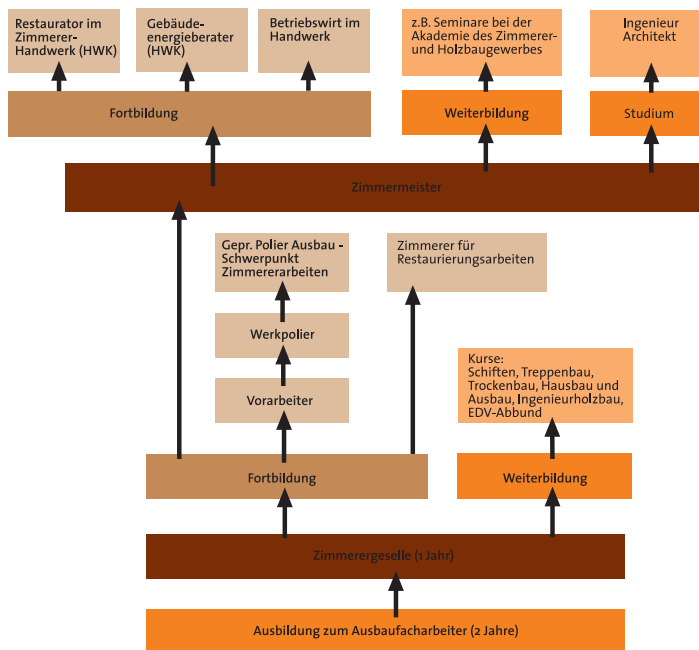 Restaurator im
Zimmerer-
Handwerk (HWK)
Gebäude-
energieberater
(HWK)
Betriebswirt im
Handwerk
z.B. Seminare bei der
Akademie des Zimmerer-
und Holzbaugewerbes
Ingenieur
Architekt
Fortbildung
Weiterbildung
Studium
Zimmermeister
Gepr. Polier Ausbau -
Schwerpunkt
Zimmererarbeiten
Zimmerer für
Restaurierungsarbeiten
Werkpolier
Vorarbeiter
Kurse:
Schiften, Treppenbau,
Trockenbau, Hausbau und
Ausbau, Ingenieurholzbau,
EDV-Abbund
Fortbildung
Weiterbildung
Zimmerergeselle (1 Jahr)
Ausbildung zum Ausbaufacharbeiter (2 Jahre)